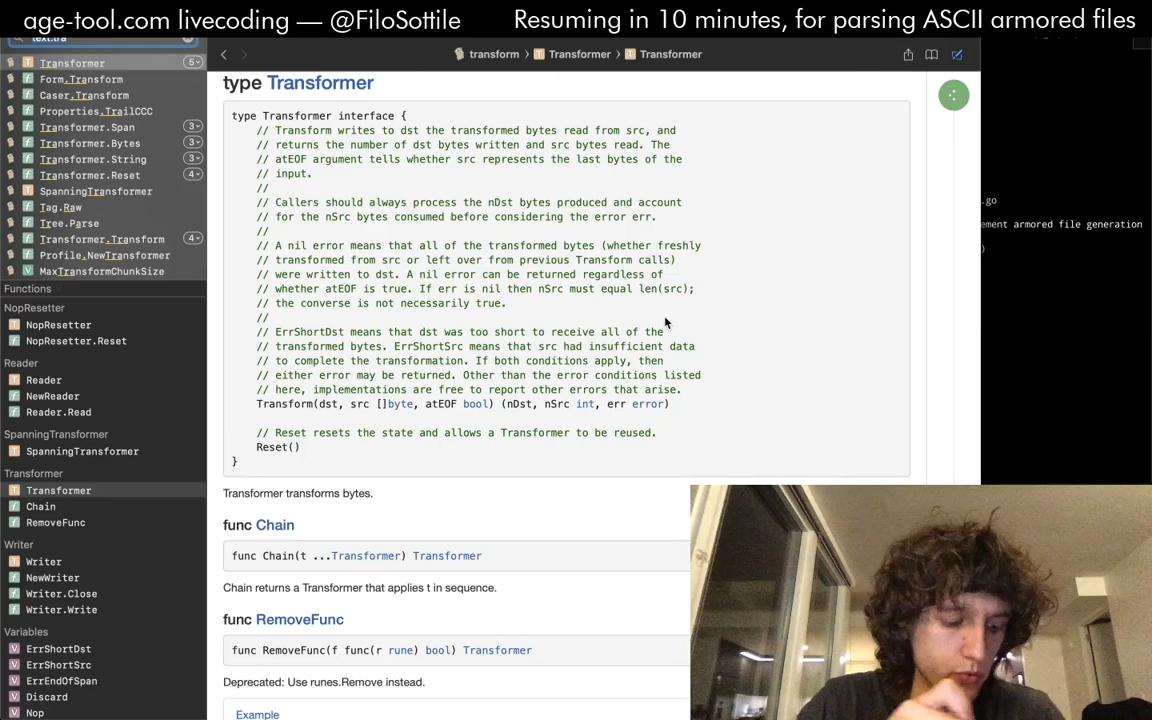 age-tool.com livecoding — @FiloSottile
Resuming in 10 minutes, for parsing ASCII armored files
text.tra
Transformer 5
Form.Transform
Caser.Transform
Properties.TrailCCC
Transformer.Span 3
Transformer.Bytes 3
Transformer.String 3
Transformer.Reset 4
SpanningTransformer
Tag.Raw
Tree.Parse
Transformer.Transform 4
Profile.NewTransformer
MaxTransformChunkSize
Functions
NopResetter
NopResetter
NopResetter.Reset
Reader
Reader
NewReader
Reader.Read
SpanningTransformer
SpanningTransformer
Transformer
Transformer
Chain
RemoveFunc
Writer
Writer
NewWriter
Writer.Close
Writer.Write
Variables
ErrShortDst
ErrShortSrc
ErrEndOfSpan
Discard
Nop
transform > Transformer > Transformer
type Transformer
type Transformer interface {
// Transform writes to dst the transformed bytes read from src, and
// returns the number of dst bytes written and src bytes read. The
// atEOF argument tells whether src represents the last bytes of the
// input.
//
// Callers should always process the nDst bytes produced and account
// for the nSrc bytes consumed before considering the error err.
//
// A nil error means that all of the transformed bytes (whether freshly
// transformed from src or left over from previous Transform calls)
// were written to dst. A nil error can be returned regardless of
// whether atEOF is true. If err is nil then nSrc must equal len(src);
// the converse is not necessarily true.
//
// ErrShortDst means that dst was too short to receive all of the
// transformed bytes. ErrShortSrc means that src had insufficient data
// to complete the transformation. If both conditions apply, then
// either error may be returned. Other than the error conditions listed
// here, implementations are free to report other errors that arise.
Transform(dst, src []byte, atEOF bool) (nDst, nSrc int, err error)
// Reset resets the state and allows a Transformer to be reused.
Reset()
}
Transformer transforms bytes.
func Chain
func Chain(t ...Transformer) Transformer
Chain returns a Transformer that applies t in sequence.
func RemoveFunc
func RemoveFunc(f func(r rune) bool) Transformer
Deprecated: Use runes.Remove instead.
Example
.go
ement armored file generation
)